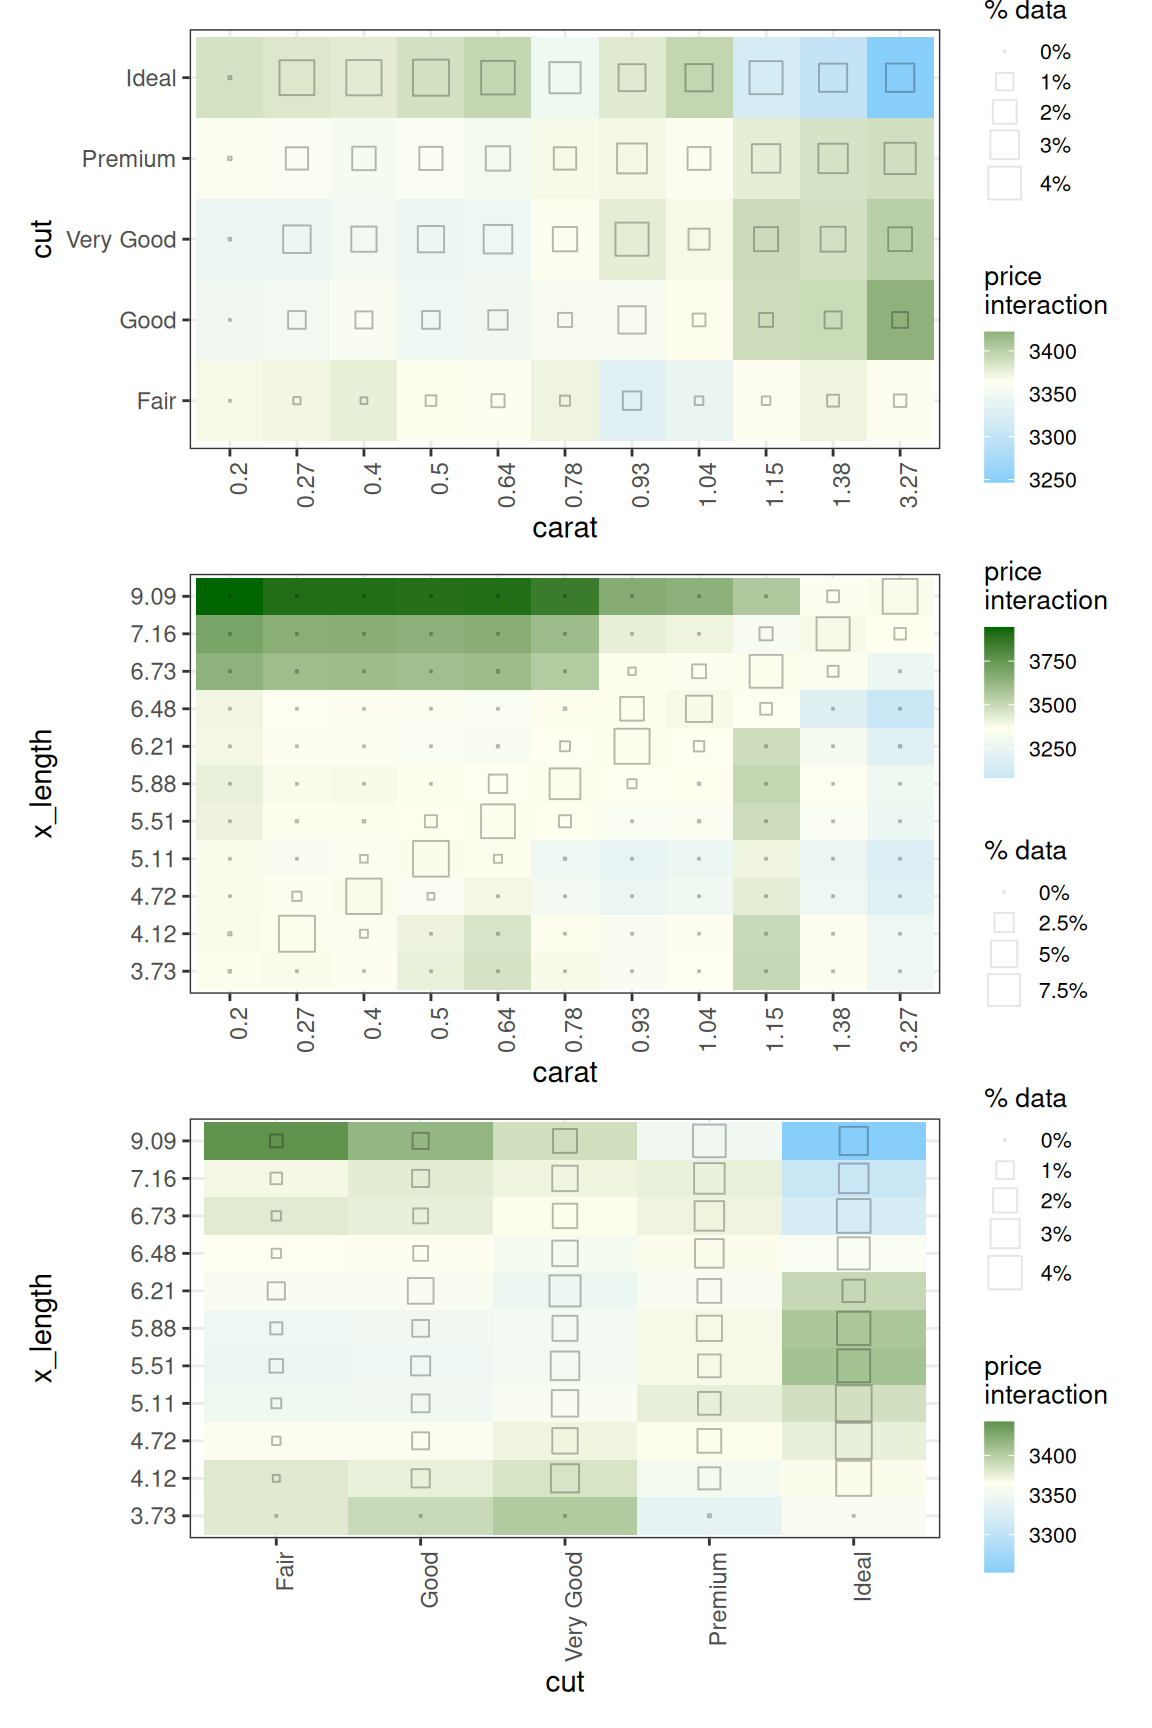 % data
0%
1%
2%
3%
4%
price
interaction
3400
3350
3300
3250
Ideal
Premium
Very Good
Good
Fair
cut
0.2
0.27
0.4
0.5
0.64
0.78
0.93
1.04
1.15
1.38
3.27
carat
price
interaction
3750
3500
3250
% data
0%
2.5%
5%
7.5%
9.09
7.16
6.73
6.48
6.21
5.88
5.51
5.11
4.72
4.12
3.73
x_length
0.2
0.27
0.4
0.5
0.64
0.78
0.93
1.04
1.15
1.38
3.27
carat
% data
0%
1%
2%
3%
4%
price
interaction
3400
3350
3300
9.09
7.16
6.73
6.48
6.21
5.88
5.51
5.11
4.72
4.12
3.73
x_length
Fair
Good
Very Good
Premium
Ideal
cut